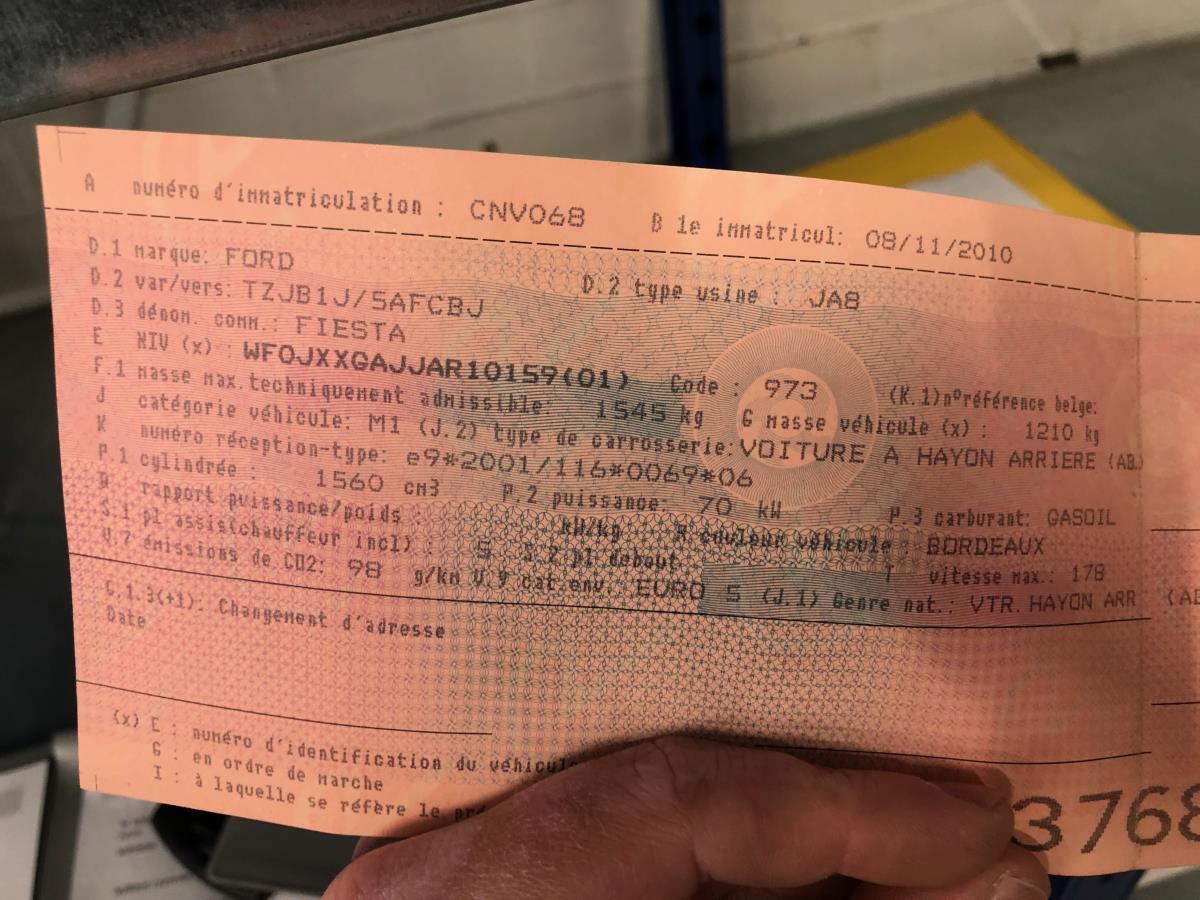 A numéro d'immatriculation : CNV068 B 1e immatricul: 08/11/2010
D.1 marque: FORD
D.2 var/vers: TZJB1J/5AFCBJ D.2 type usine : JA8
D.3 dénom. comm.: FIESTA
E NIV (x) : WF0JXXGAJJAR10159(01) Code : 973 (K.1)n°référence belge:
F.1 masse max.techniquement admissible: 1545 kg G masse véhicule (x) : 1210 kg
J catégorie véhicule: M1 (J.2) type de carrosserie: VOITURE A HAYON ARRIERE (AB)
K numéro réception-type: e9*2001/116*0069*06
P.1 cylindrée : 1560 cm3 P.2 puissance: 70 kW P.3 carburant: GASOIL
rapport puissance/poids : kW/kg R couleur véhicule : BORDEAUX
S.1 pl assis(chauffeur incl) : 5 S.2 pl debout T vitesse max.: 178
V.7 émissions de CO2: 98 g/km V.9 cat env. EURO 5 (J.1) Genre nat.: VTR. HAYON ARR
C.1.3(+1): Changement d'adresse
Date
(x) E : numéro d'identification du véhicule
G : en ordre de marche
I : à laquelle se réfère le
3768